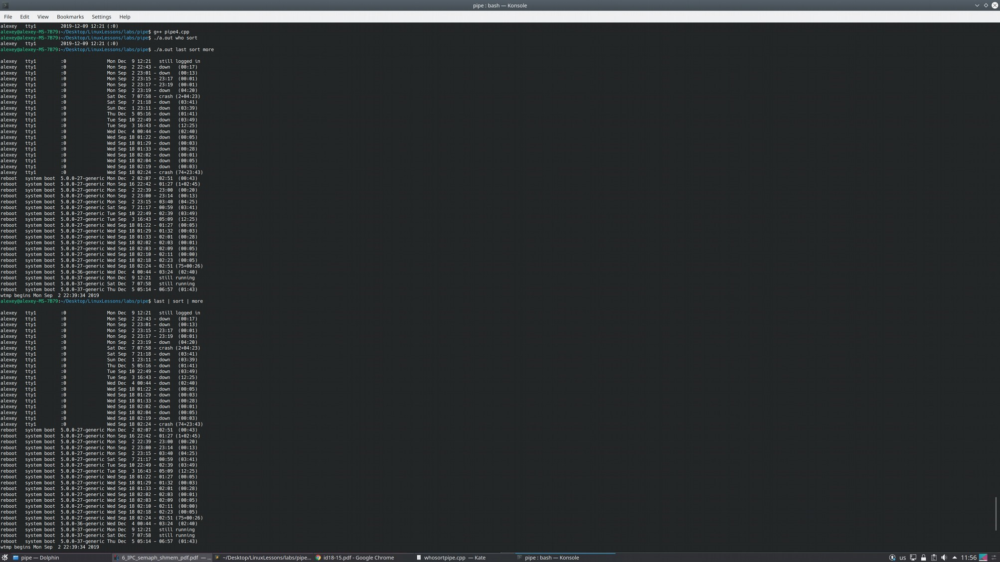 pipe : bash — Konsole
File Edit View Bookmarks Settings Help
alexey   tty1         2019-12-09 12:21 (:0)
alexey@alexey-MS-7B79:~/Desktop/LinuxLessons/labs/pipe$ g++ pipe4.cpp
alexey@alexey-MS-7B79:~/Desktop/LinuxLessons/labs/pipe$ ./a.out who sort
alexey   tty1         2019-12-09 12:21 (:0)
alexey@alexey-MS-7B79:~/Desktop/LinuxLessons/labs/pipe$ ./a.out last sort more
alexey   tty1         :0               Mon Dec  9 12:21   still logged in
alexey   tty1         :0               Mon Sep  2 22:43 - down   (00:17)
alexey   tty1         :0               Mon Sep  2 23:01 - down   (00:13)
alexey   tty1         :0               Mon Sep  2 23:15 - 23:17  (00:01)
alexey   tty1         :0               Mon Sep  2 23:17 - 23:19  (00:01)
alexey   tty1         :0               Mon Sep  2 23:19 - down   (04:20)
alexey   tty1         :0               Sat Dec  7 07:58 - crash (2+04:23)
alexey   tty1         :0               Sat Sep  7 21:18 - down   (03:41)
alexey   tty1         :0               Sun Dec  1 23:11 - down   (03:39)
alexey   tty1         :0               Thu Dec  5 05:16 - down   (01:41)
alexey   tty1         :0               Tue Sep 10 22:49 - down   (03:49)
alexey   tty1         :0               Tue Sep  3 16:43 - down   (12:25)
alexey   tty1         :0               Wed Dec  4 00:44 - down   (02:40)
alexey   tty1         :0               Wed Sep 18 01:22 - down   (00:05)
alexey   tty1         :0               Wed Sep 18 01:29 - down   (00:03)
alexey   tty1         :0               Wed Sep 18 01:33 - down   (00:28)
alexey   tty1         :0               Wed Sep 18 02:02 - down   (00:01)
alexey   tty1         :0               Wed Sep 18 02:04 - down   (00:05)
alexey   tty1         :0               Wed Sep 18 02:19 - down   (00:03)
alexey   tty1         :0               Wed Sep 18 02:24 - crash (74+23:43)
reboot   system boot  5.0.0-27-generic Mon Dec  2 02:07 - 02:51  (00:43)
reboot   system boot  5.0.0-27-generic Mon Sep 16 22:42 - 01:27 (1+02:45)
reboot   system boot  5.0.0-27-generic Mon Sep  2 22:39 - 23:00  (00:20)
reboot   system boot  5.0.0-27-generic Mon Sep  2 23:00 - 23:14  (00:13)
reboot   system boot  5.0.0-27-generic Mon Sep  2 23:15 - 03:40  (04:25)
reboot   system boot  5.0.0-27-generic Sat Sep  7 21:17 - 00:59  (03:41)
reboot   system boot  5.0.0-27-generic Tue Sep 10 22:49 - 02:39  (03:49)
reboot   system boot  5.0.0-27-generic Tue Sep  3 16:43 - 05:09  (12:25)
reboot   system boot  5.0.0-27-generic Wed Sep 18 01:22 - 01:27  (00:05)
reboot   system boot  5.0.0-27-generic Wed Sep 18 01:29 - 01:32  (00:03)
reboot   system boot  5.0.0-27-generic Wed Sep 18 01:33 - 02:01  (00:28)
reboot   system boot  5.0.0-27-generic Wed Sep 18 02:02 - 02:03  (00:01)
reboot   system boot  5.0.0-27-generic Wed Sep 18 02:03 - 02:09  (00:05)
reboot   system boot  5.0.0-27-generic Wed Sep 18 02:10 - 02:11  (00:00)
reboot   system boot  5.0.0-27-generic Wed Sep 18 02:18 - 02:23  (00:05)
reboot   system boot  5.0.0-27-generic Wed Sep 18 02:24 - 02:51 (75+00:26)
reboot   system boot  5.0.0-36-generic Wed Dec  4 00:44 - 03:24  (02:40)
reboot   system boot  5.0.0-37-generic Mon Dec  9 12:21   still running
reboot   system boot  5.0.0-37-generic Sat Dec  7 07:58   still running
reboot   system boot  5.0.0-37-generic Thu Dec  5 05:14 - 06:57  (01:43)
wtmp begins Mon Sep  2 22:39:34 2019
alexey@alexey-MS-7B79:~/Desktop/LinuxLessons/labs/pipe$ last | sort | more
alexey   tty1         :0               Mon Dec  9 12:21   still logged in
alexey   tty1         :0               Mon Sep  2 22:43 - down   (00:17)
alexey   tty1         :0               Mon Sep  2 23:01 - down   (00:13)
alexey   tty1         :0               Mon Sep  2 23:15 - 23:17  (00:01)
alexey   tty1         :0               Mon Sep  2 23:17 - 23:19  (00:01)
alexey   tty1         :0               Mon Sep  2 23:19 - down   (04:20)
alexey   tty1         :0               Sat Dec  7 07:58 - crash (2+04:23)
alexey   tty1         :0               Sat Sep  7 21:18 - down   (03:41)
alexey   tty1         :0               Sun Dec  1 23:11 - down   (03:39)
alexey   tty1         :0               Thu Dec  5 05:16 - down   (01:41)
alexey   tty1         :0               Tue Sep 10 22:49 - down   (03:49)
alexey   tty1         :0               Tue Sep  3 16:43 - down   (12:25)
alexey   tty1         :0               Wed Dec  4 00:44 - down   (02:40)
alexey   tty1         :0               Wed Sep 18 01:22 - down   (00:05)
alexey   tty1         :0               Wed Sep 18 01:29 - down   (00:03)
alexey   tty1         :0               Wed Sep 18 01:33 - down   (00:28)
alexey   tty1         :0               Wed Sep 18 02:02 - down   (00:01)
alexey   tty1         :0               Wed Sep 18 02:04 - down   (00:05)
alexey   tty1         :0               Wed Sep 18 02:19 - down   (00:03)
alexey   tty1         :0               Wed Sep 18 02:24 - crash (74+23:43)
reboot   system boot  5.0.0-27-generic Mon Dec  2 02:07 - 02:51  (00:43)
reboot   system boot  5.0.0-27-generic Mon Sep 16 22:42 - 01:27 (1+02:45)
reboot   system boot  5.0.0-27-generic Mon Sep  2 22:39 - 23:00  (00:20)
reboot   system boot  5.0.0-27-generic Mon Sep  2 23:00 - 23:14  (00:13)
reboot   system boot  5.0.0-27-generic Mon Sep  2 23:15 - 03:40  (04:25)
reboot   system boot  5.0.0-27-generic Sat Sep  7 21:17 - 00:59  (03:41)
reboot   system boot  5.0.0-27-generic Tue Sep 10 22:49 - 02:39  (03:49)
reboot   system boot  5.0.0-27-generic Tue Sep  3 16:43 - 05:09  (12:25)
reboot   system boot  5.0.0-27-generic Wed Sep 18 01:22 - 01:27  (00:05)
reboot   system boot  5.0.0-27-generic Wed Sep 18 01:29 - 01:32  (00:03)
reboot   system boot  5.0.0-27-generic Wed Sep 18 01:33 - 02:01  (00:28)
reboot   system boot  5.0.0-27-generic Wed Sep 18 02:02 - 02:03  (00:01)
reboot   system boot  5.0.0-27-generic Wed Sep 18 02:03 - 02:09  (00:05)
reboot   system boot  5.0.0-27-generic Wed Sep 18 02:10 - 02:11  (00:00)
reboot   system boot  5.0.0-27-generic Wed Sep 18 02:18 - 02:23  (00:05)
reboot   system boot  5.0.0-27-generic Wed Sep 18 02:24 - 02:51 (75+00:26)
reboot   system boot  5.0.0-36-generic Wed Dec  4 00:44 - 03:24  (02:40)
reboot   system boot  5.0.0-37-generic Mon Dec  9 12:21   still running
reboot   system boot  5.0.0-37-generic Sat Dec  7 07:58   still running
reboot   system boot  5.0.0-37-generic Thu Dec  5 05:14 - 06:57  (01:43)
wtmp begins Mon Sep  2 22:39:34 2019
pipe — Dolphin 6_IPC_semaph_shmem_pdf.pdf — ... ~/Desktop/LinuxLessons/labs/pipe... id18-15.pdf - Google Chrome whosortpipe.cpp — Kate pipe : bash — Konsole us 11:56